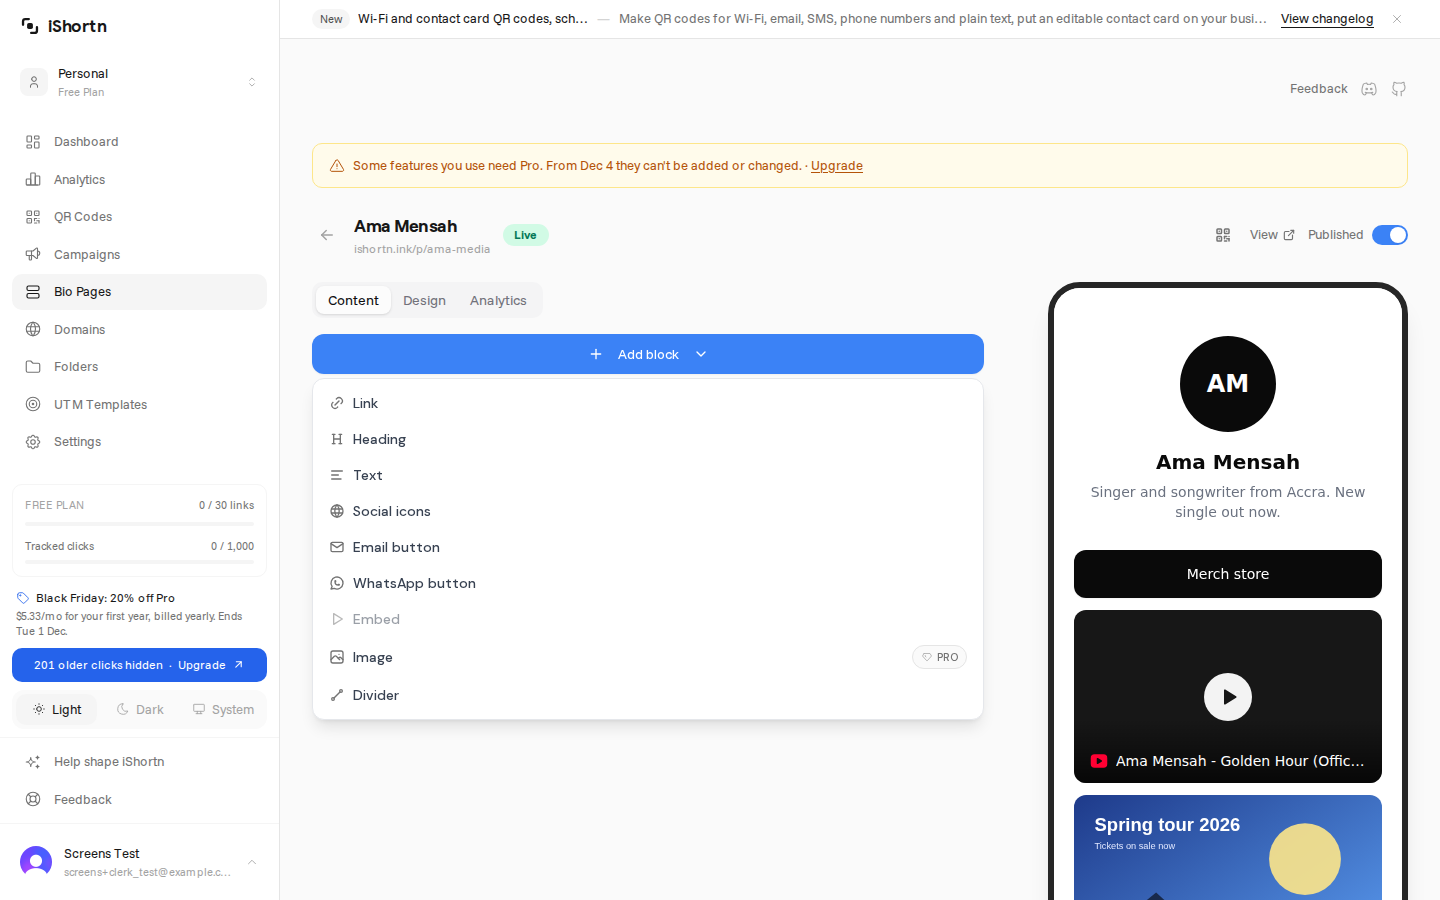 iShortn
Personal
Free Plan
Dashboard
Analytics
QR Codes
Campaigns
Bio Pages
Domains
Folders
UTM Templates
Settings
FREE PLAN 0 / 30 links
Tracked clicks 0 / 1,000
Black Friday: 20% off Pro
$5.33/mo for your first year, billed yearly. Ends
Tue 1 Dec.
201 older clicks hidden · Upgrade
Light Dark System
Help shape iShortn
Feedback
Screens Test
screens+clerk_test@example.c...
New Wi-Fi and contact card QR codes, sch... — Make QR codes for Wi-Fi, email, SMS, phone numbers and plain text, put an editable contact card on your busi... View changelog
Feedback
Some features you use need Pro. From Dec 4 they can't be added or changed. · Upgrade
Ama Mensah
ishortn.ink/p/ama-media
Live
View Published
Content Design Analytics
Add block
Link
Heading
Text
Social icons
Email button
WhatsApp button
Embed
Image PRO
Divider
AM
Ama Mensah
Singer and songwriter from Accra. New
single out now.
Merch store
Ama Mensah - Golden Hour (Offic...
Spring tour 2026
Tickets on sale now